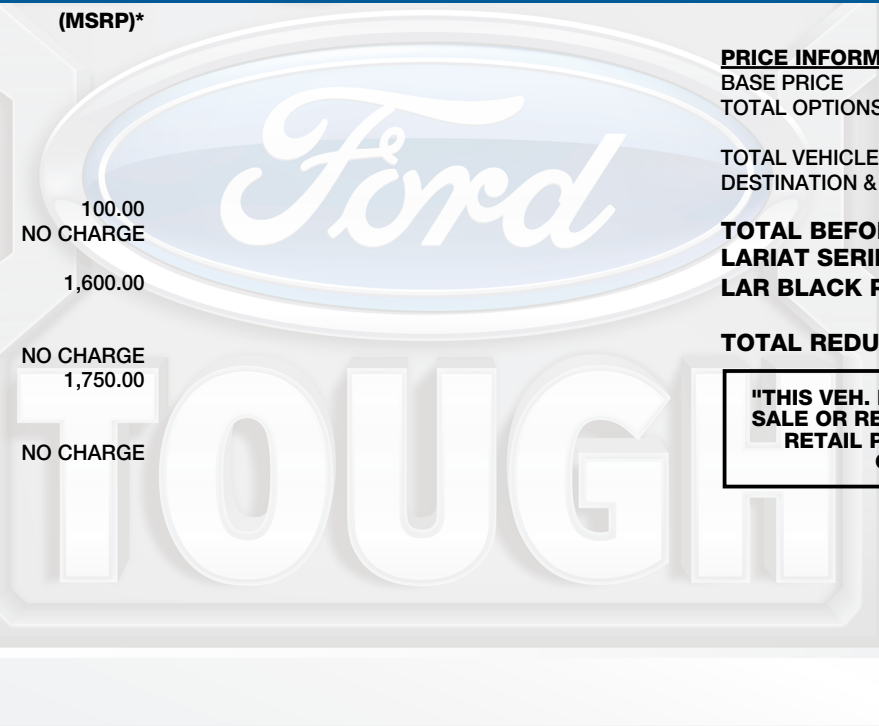 (MSRP)*
100.00
NO CHARGE
1,600.00
NO CHARGE
1,750.00
NO CHARGE
PRICE INFORM
BASE PRICE
TOTAL OPTIONS
TOTAL VEHICLE
DESTINATION &
TOTAL BEFO
LARIAT SERI
LAR BLACK P
TOTAL REDU
"THIS VEH.
SALE OR RE
RETAIL P
Ford
TOUGH